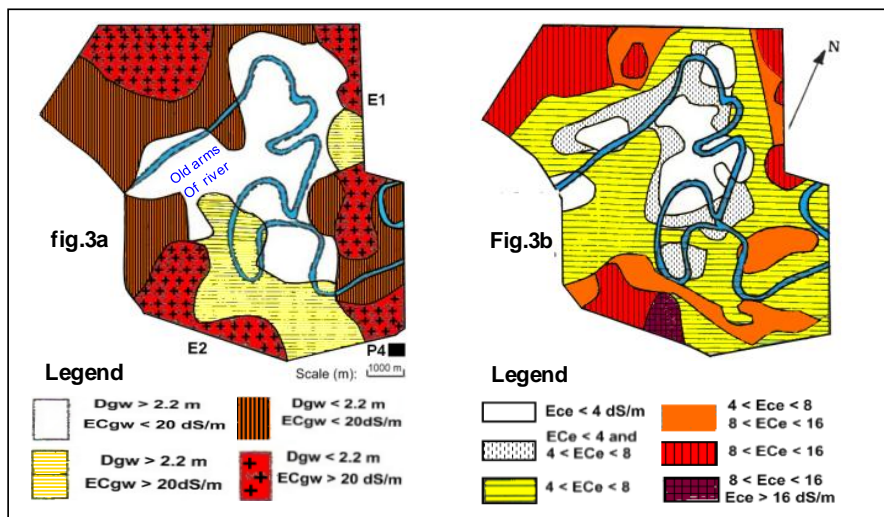 E1
Old arms
Of river
fig.3a
E2
P4
Scale (m): 1000 m
Legend
Dgw > 2.2 m
ECgw < 20 dS/m
Dgw < 2.2 m
ECgw < 20dS/m
Dgw > 2.2 m
ECgw > 20dS/m
Dgw < 2.2 m
ECgw > 20 dS/m
N
Fig.3b
Legend
Ece < 4 dS/m
ECe < 4 and
4 < ECe < 8
4 < ECe < 8
4 < Ece < 8
8 < ECe < 16
8 < ECe < 16
8 < Ece < 16
Ece > 16 dS/m